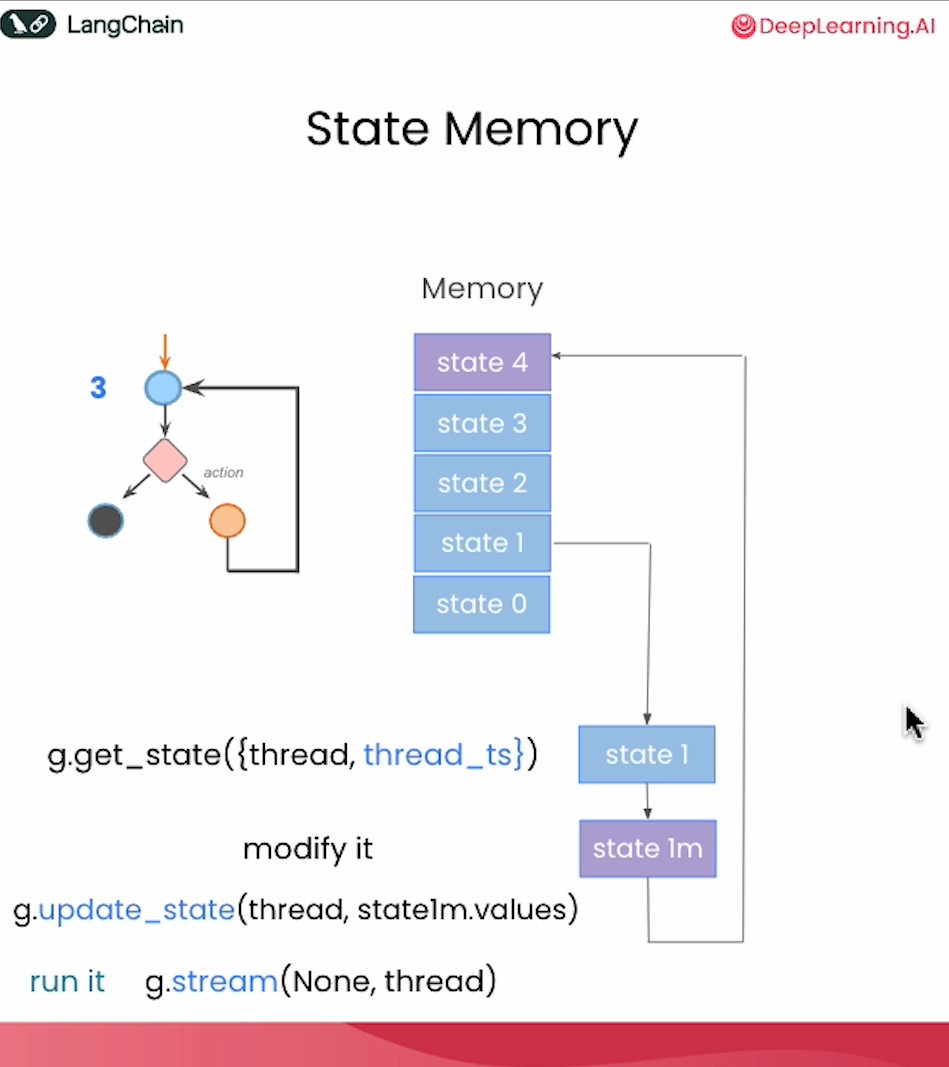 LangChain
DeepLearning.AI
State Memory
Memory
state 4
3
state 3
action
state 2
state 1
state 0
g.get_state({thread, thread_ts})
state 1
modify it
state 1m
g.update_state(thread, state1m.values)
run it g.stream(None, thread)